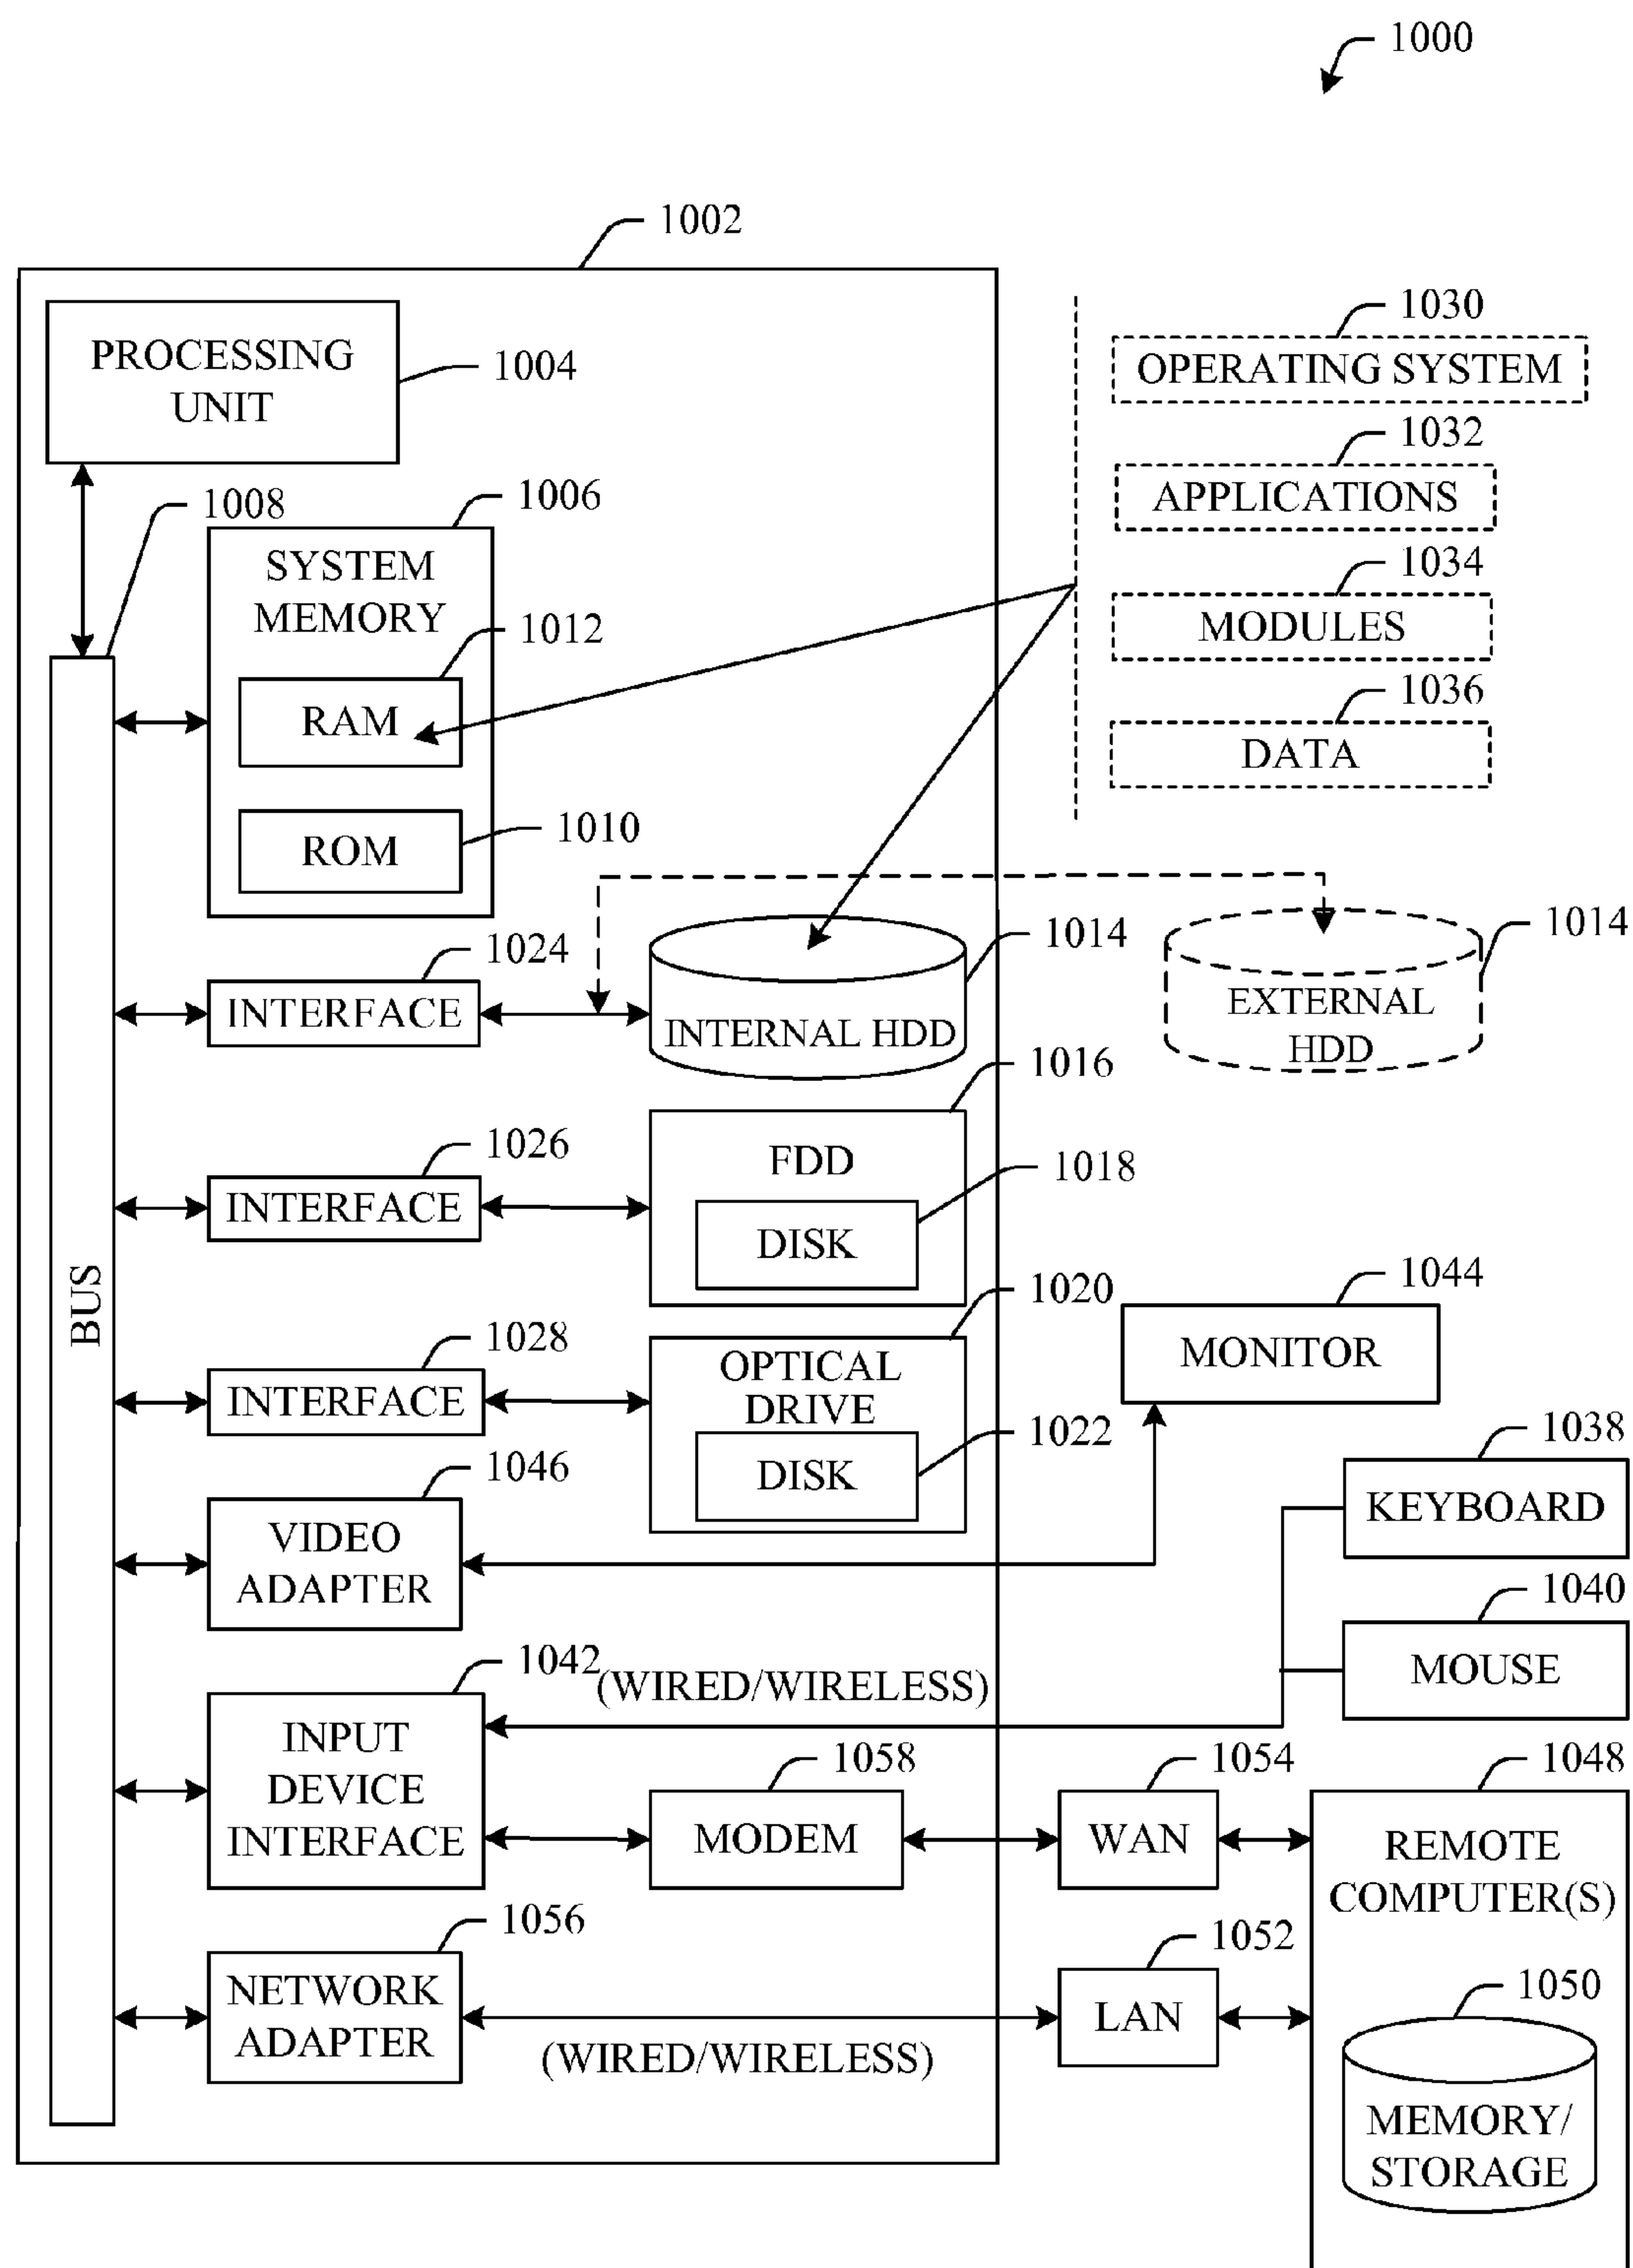 1000
1002
PROCESSING
UNIT
1004
1030
OPERATING SYSTEM
1032
APPLICATIONS
1034
MODULES
1036
DATA
1008
1006
SYSTEM
MEMORY
1012
RAM
1010
ROM
BUS
1024
INTERFACE
1014
INTERNAL HDD
1014
EXTERNAL
HDD
1026
INTERFACE
1016
FDD
1018
DISK
1028
INTERFACE
1020
OPTICAL
DRIVE
1022
DISK
1044
MONITOR
1046
VIDEO
ADAPTER
1038
KEYBOARD
1040
MOUSE
1042
(WIRED/WIRELESS)
INPUT
DEVICE
INTERFACE
1058
MODEM
1054
WAN
1048
REMOTE
COMPUTER(S)
1056
NETWORK
ADAPTER
(WIRED/WIRELESS)
1052
LAN
1050
MEMORY/
STORAGE